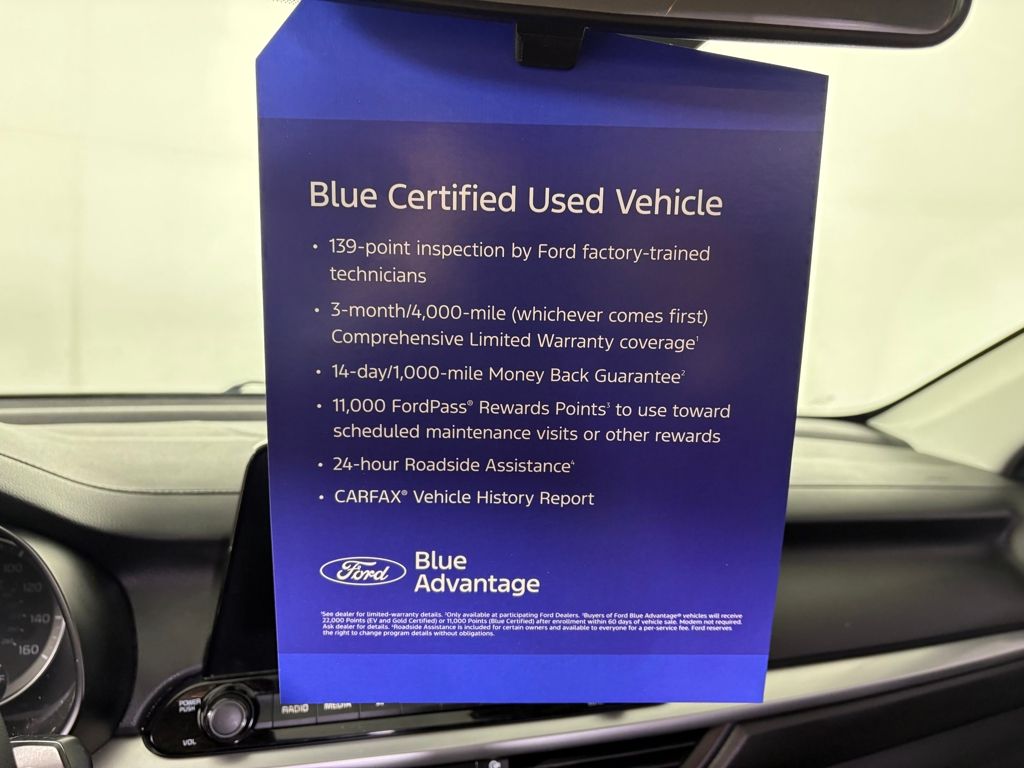 Blue Certified Used Vehicle
• 139-point inspection by Ford factory-trained
technicians
• 3-month/4,000-mile (whichever comes first)
Comprehensive Limited Warranty coverage¹
• 14-day/1,000-mile Money Back Guarantee²
• 11,000 FordPass® Rewards Points³ to use toward
scheduled maintenance visits or other rewards
• 24-hour Roadside Assistance⁴
• CARFAX® Vehicle History Report
Ford
Blue
Advantage
¹See dealer for limited-warranty details. ²Only available at participating Ford Dealers. ³Buyers of Ford Blue Advantage® vehicles will receive
22,000 Points (EV and Gold Certified) or 11,000 Points (Blue Certified) after enrollment within 60 days of vehicle sale. Modem not required.
Ask dealer for details. ⁴Roadside Assistance is included for certain owners and available to everyone for a per-service fee. Ford reserves
the right to change program details without obligations.
100
120
140
160
POWER
PUSH
VOL
RADIO
MEDIA